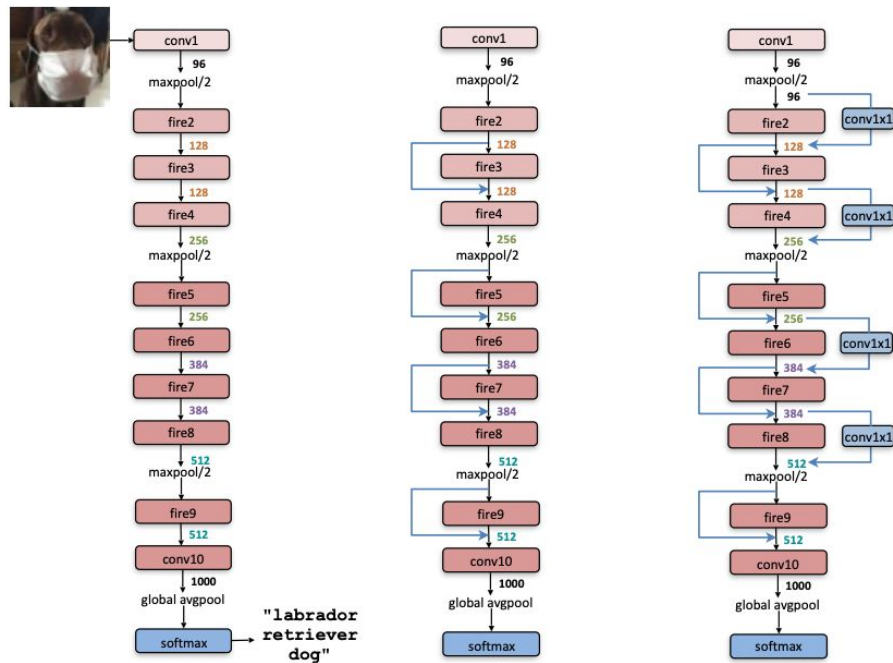 conv1
96
maxpool/2
fire2
128
fire3
128
fire4
256
maxpool/2
fire5
256
fire6
384
fire7
384
fire8
512
maxpool/2
fire9
512
conv10
1000
global avgpool
softmax
"labrador
retriever
dog"
conv1
96
maxpool/2
fire2
128
fire3
128
fire4
256
maxpool/2
fire5
256
fire6
384
fire7
384
fire8
512
maxpool/2
fire9
512
conv10
1000
global avgpool
softmax
conv1
96
maxpool/2
96
conv1x1
fire2
128
fire3
128
fire4
conv1x1
256
maxpool/2
fire5
256
fire6
conv1x1
384
fire7
384
fire8
conv1x1
512
maxpool/2
fire9
512
conv10
1000
global avgpool
softmax